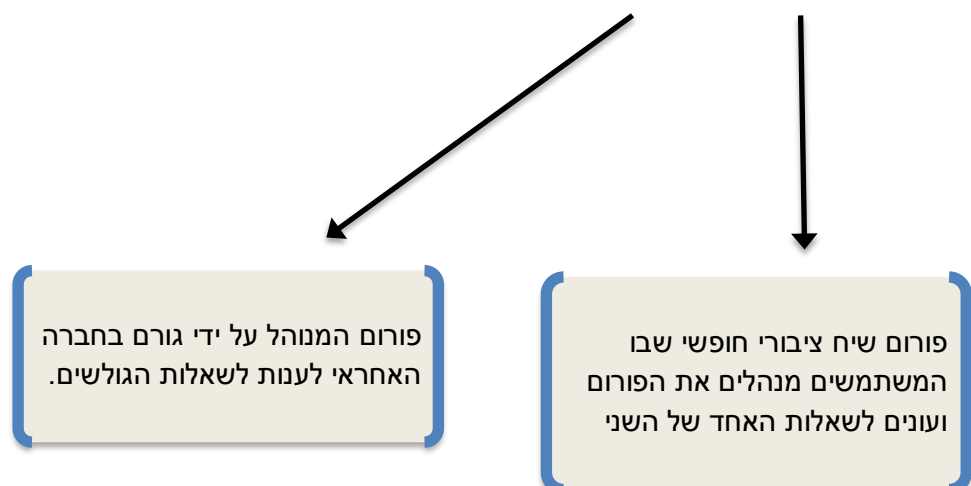 פורום שיח ציבורי חופשי שבו
המשתמשים מנהלים את הפורום
ועונים לשאלות האחד של השני
פורום המנוהל על ידי גורם בחברה
האחראי לענות לשאלות הגולשים.